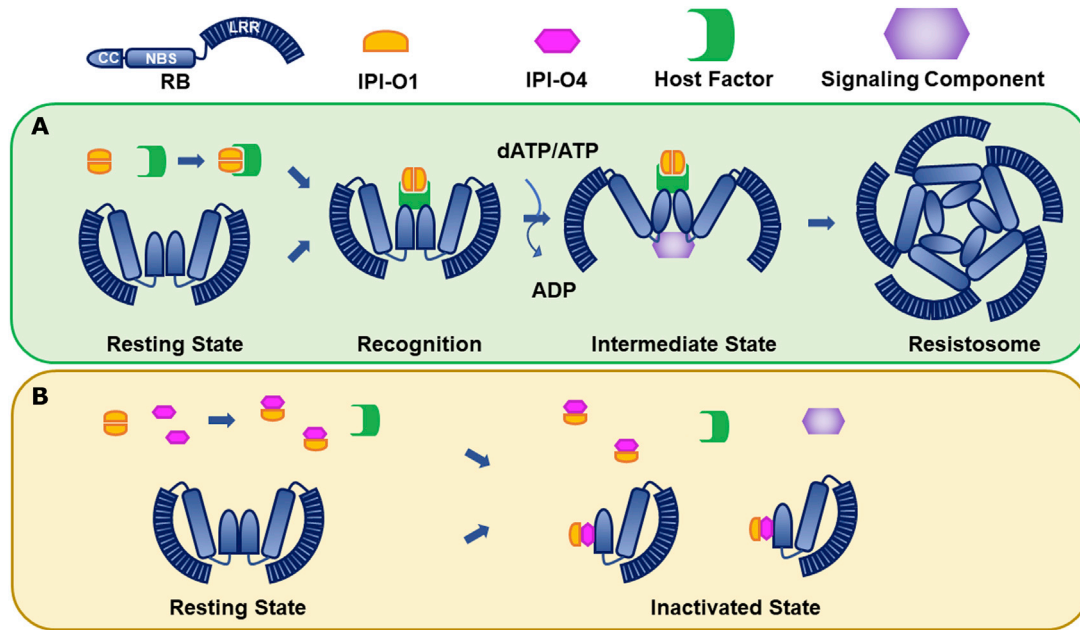 CC NBS LRR
RB
IPI-O1
IPI-O4
Host Factor
Signaling Component
A
dATP/ATP
ADP
Resting State
Recognition
Intermediate State
Resistosome
B
Resting State
Inactivated State